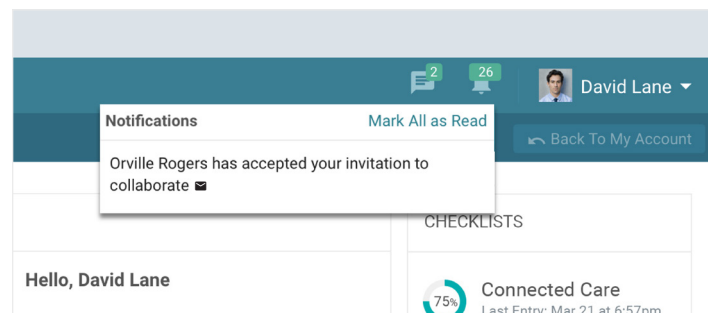 2
26
David Lane
Notifications
Mark All as Read
Back To My Account
Orville Rogers has accepted your invitation to
collaborate
CHECKLISTS
Hello, David Lane
75%
Connected Care
Last Entry: Mar 21 at 6:57pm